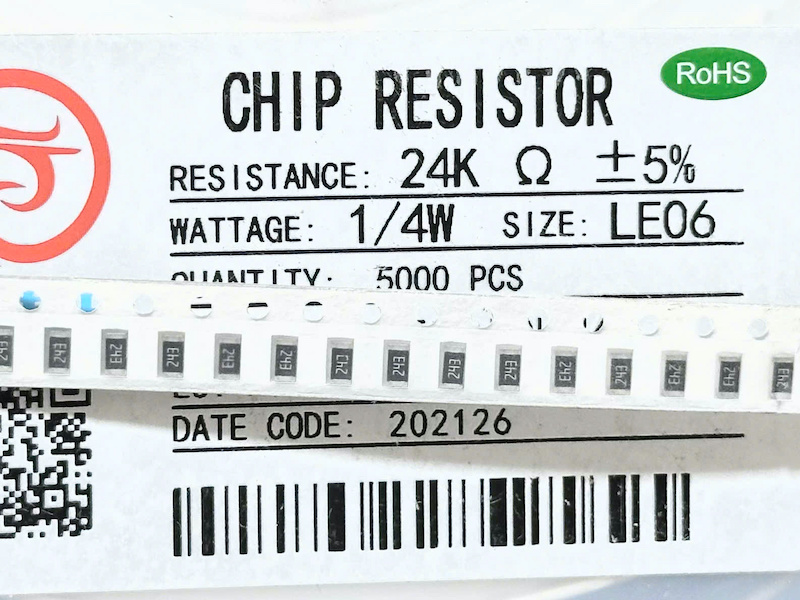 RoHS
CHIP RESISTOR
RESISTANCE: 24K Ω ±5%
WATTAGE: 1/4W SIZE: LE06
QUANTITY: 5000 PCS
243 243 243 243 243 243 243 243 243 243 243 243 243 243 243
DATE CODE: 202126